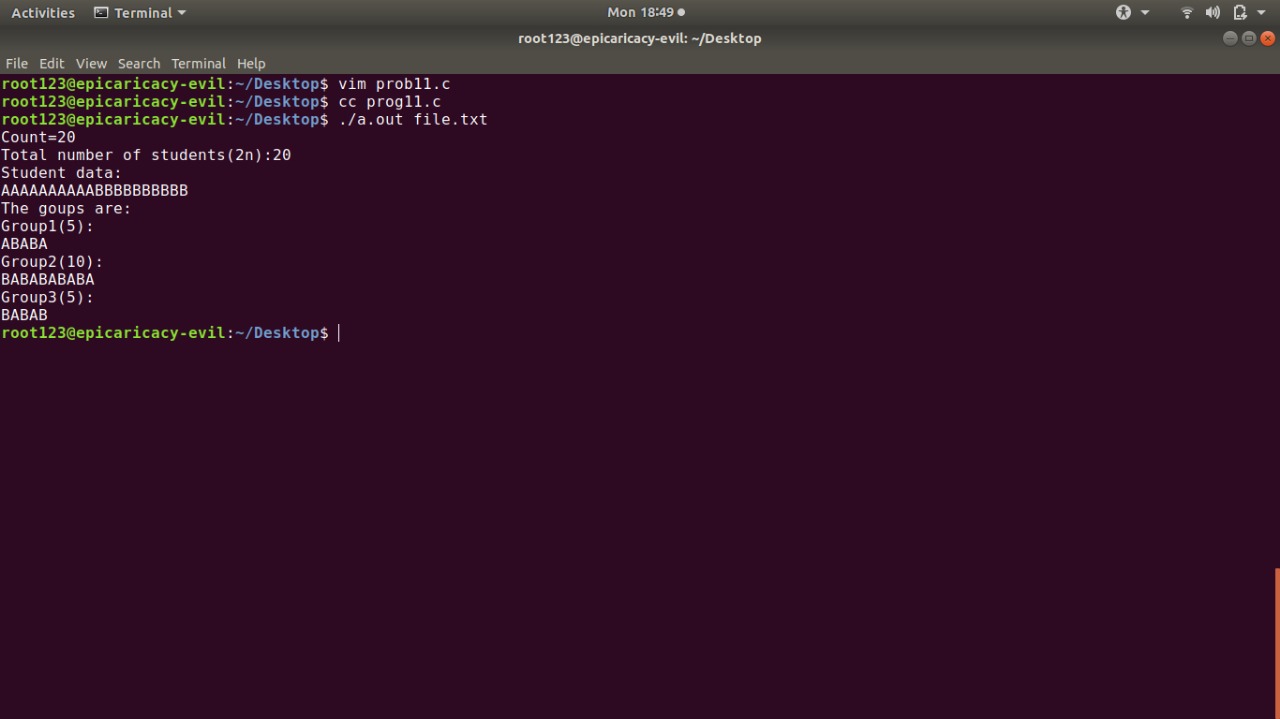 Activities Terminal Mon 18:49
root123@epicaricacy-evil: ~/Desktop
File Edit View Search Terminal Help
root123@epicaricacy-evil:~/Desktop$ vim prob11.c
root123@epicaricacy-evil:~/Desktop$ cc prog11.c
root123@epicaricacy-evil:~/Desktop$ ./a.out file.txt
Count=20
Total number of students(2n):20
Student data:
AAAAAAAAAABBBBBBBBBB
The goups are:
Group1(5):
ABABA
Group2(10):
BABABABABA
Group3(5):
BABAB
root123@epicaricacy-evil:~/Desktop$